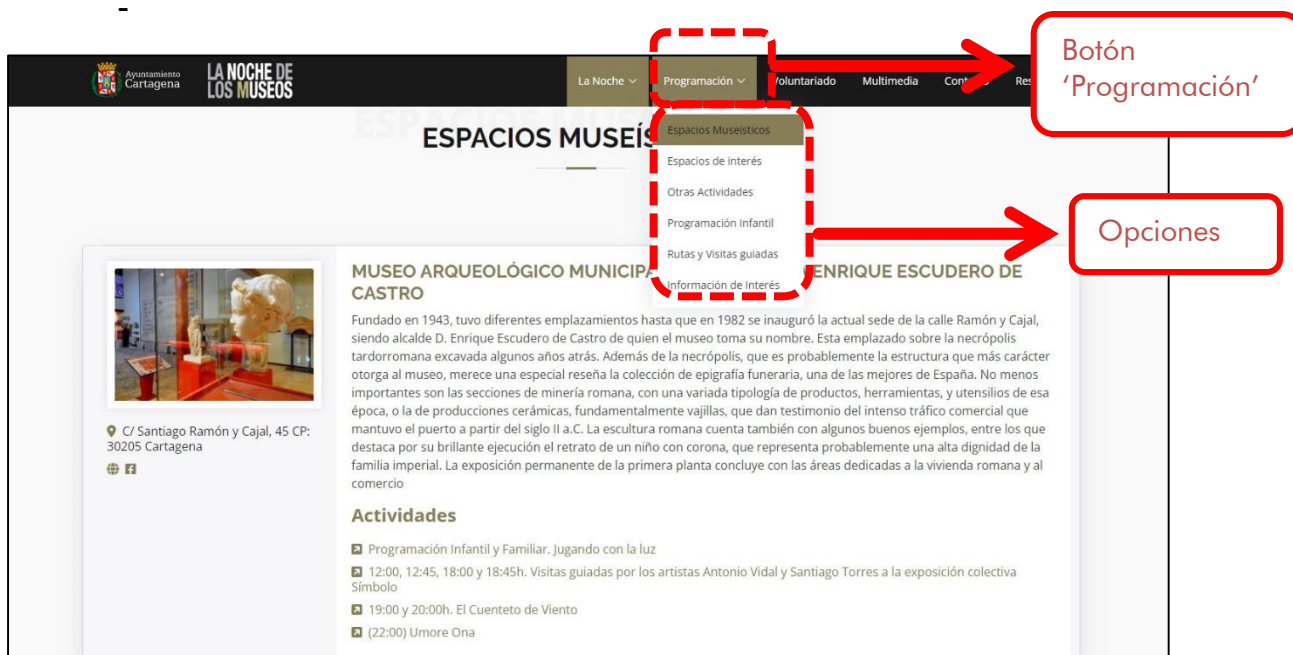 -
Ayuntamiento
Cartagena
LA NOCHE DE
LOS MUSEOS
La Noche
Programación
Voluntariado
Multimedia
Botón
'Programación'
ESPACIOS
Espacios Museísticos
Espacios de interés
Otras Actividades
Programación Infantil
Rutas y Visitas guiadas
Información de Interés
Opciones
MUSEO ARQUEOLÓGICO ENRIQUE ESCUDERO DE
CASTRO
Fundado en 1943, tuvo diferentes emplazamientos hasta que en 1982 se inauguró la actual sede de la calle Ramón y Cajal,
siendo alcalde D. Enrique Escudero de Castro de quien el museo toma su nombre. Esta emplazado sobre la necrópolis
tardorromana excavada algunos años atrás. Además de la necrópolis, que es probablemente la estructura que más carácter
otorga al museo, merece una especial reseña la colección de epigrafía funeraria, una de las mejores de España. No menos
importantes son las secciones de minería romana, con una variada tipología de productos, herramientas, y utensilios de esa
época, o la de producciones cerámicas, fundamentalmente vajillas, que dan testimonio del intenso tráfico comercial que
mantuvo el puerto a partir del siglo II a.C. La escultura romana cuenta también con algunos buenos ejemplos, entre los que
destaca por su brillante ejecución el retrato de un niño con corona, que representa probablemente una alta dignidad de la
familia imperial. La exposición permanente de la primera planta concluye con las áreas dedicadas a la vivienda romana y al
comercio
C/ Santiago Ramón y Cajal, 45 CP:
30205 Cartagena
Actividades
Programación Infantil y Familiar. Jugando con la luz
12:00, 12:45, 18:00 y 18:45h. Visitas guiadas por los artistas Antonio Vidal y Santiago Torres a la exposición colectiva
Símbolo
19:00 y 20:00h. El Cuenteto de Viento
(22:00) Umore Ona